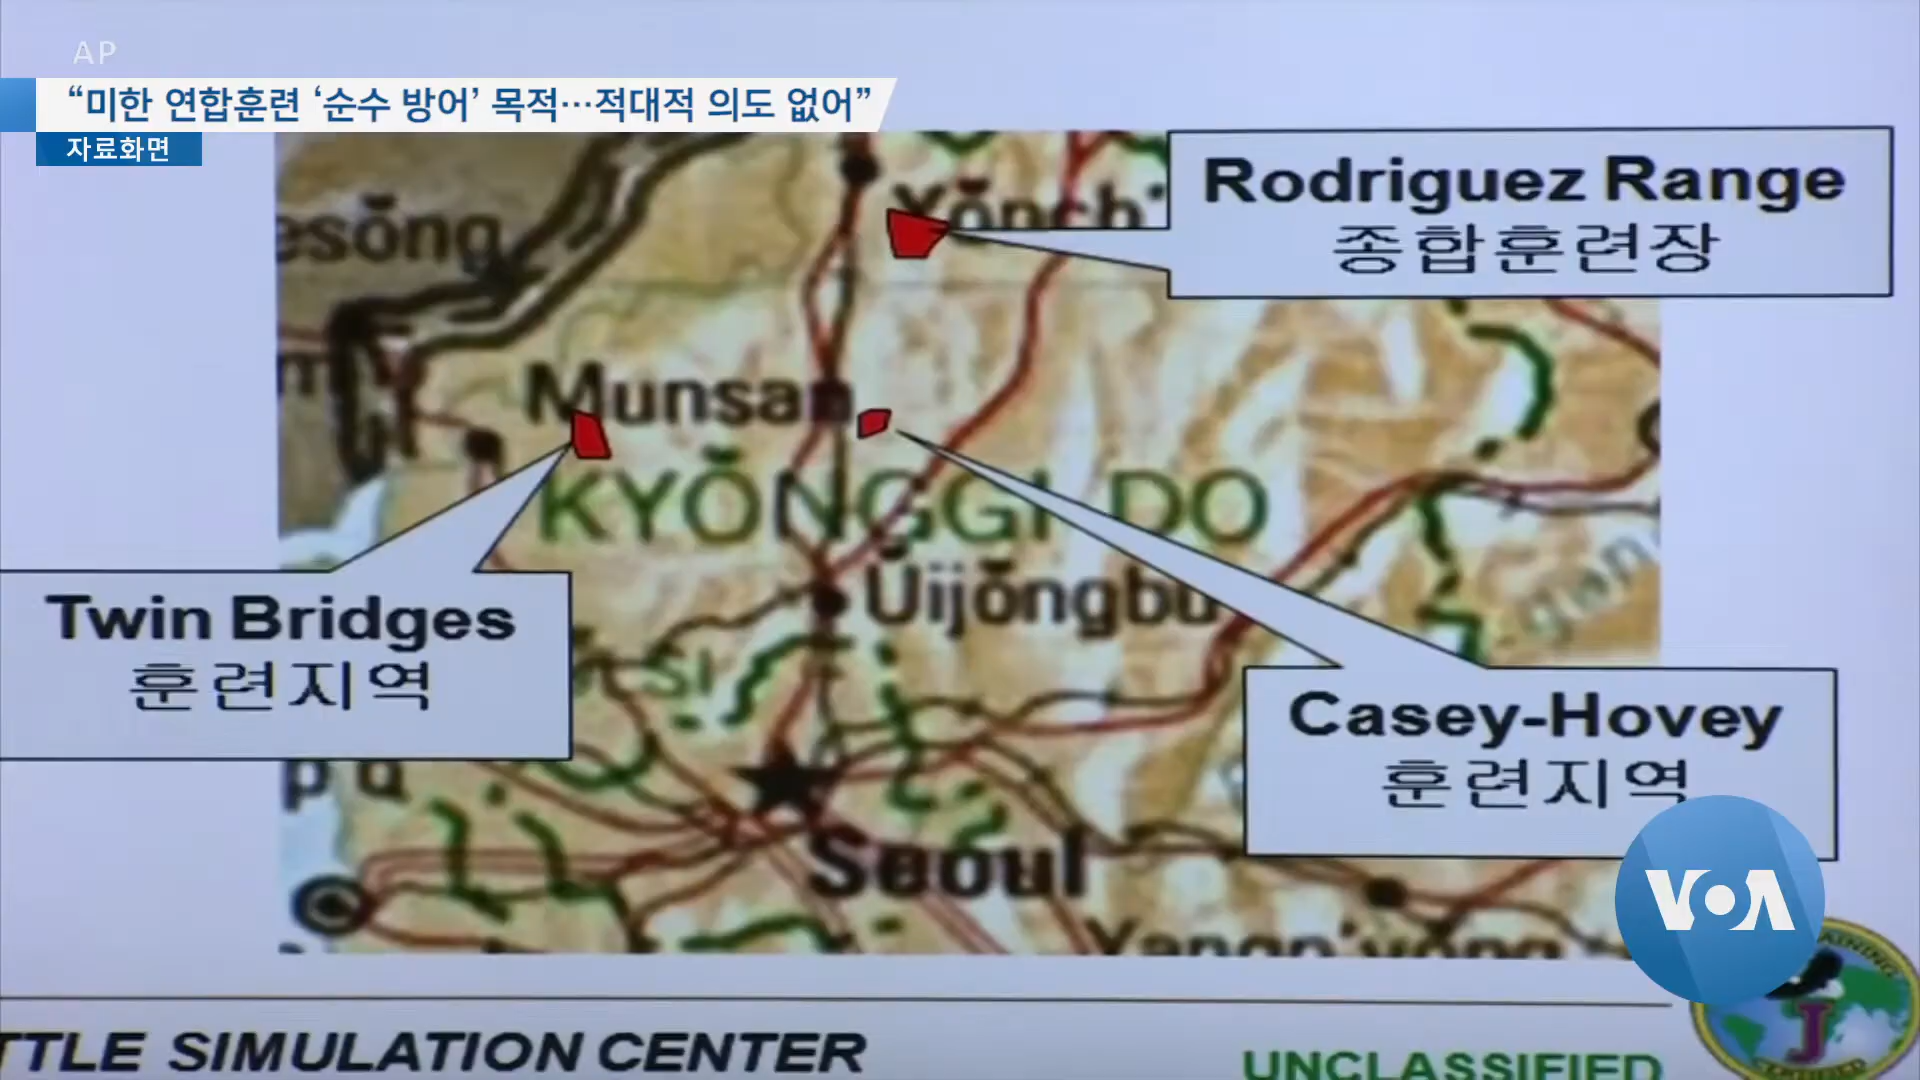 AP
“미한 연합훈련 ‘순수 방어’ 목적…적대적 의도 없어”
자료화면
Rodriguez Range
종합훈련장
Munsan
KYŎNGGI DO
Uijŏngbu
Twin Bridges
훈련지역
SI
Casey-Hovey
훈련지역
Seoul
VOA
TTLE SIMULATION CENTER
UNCLASSIFIED
J
CERTIFIED